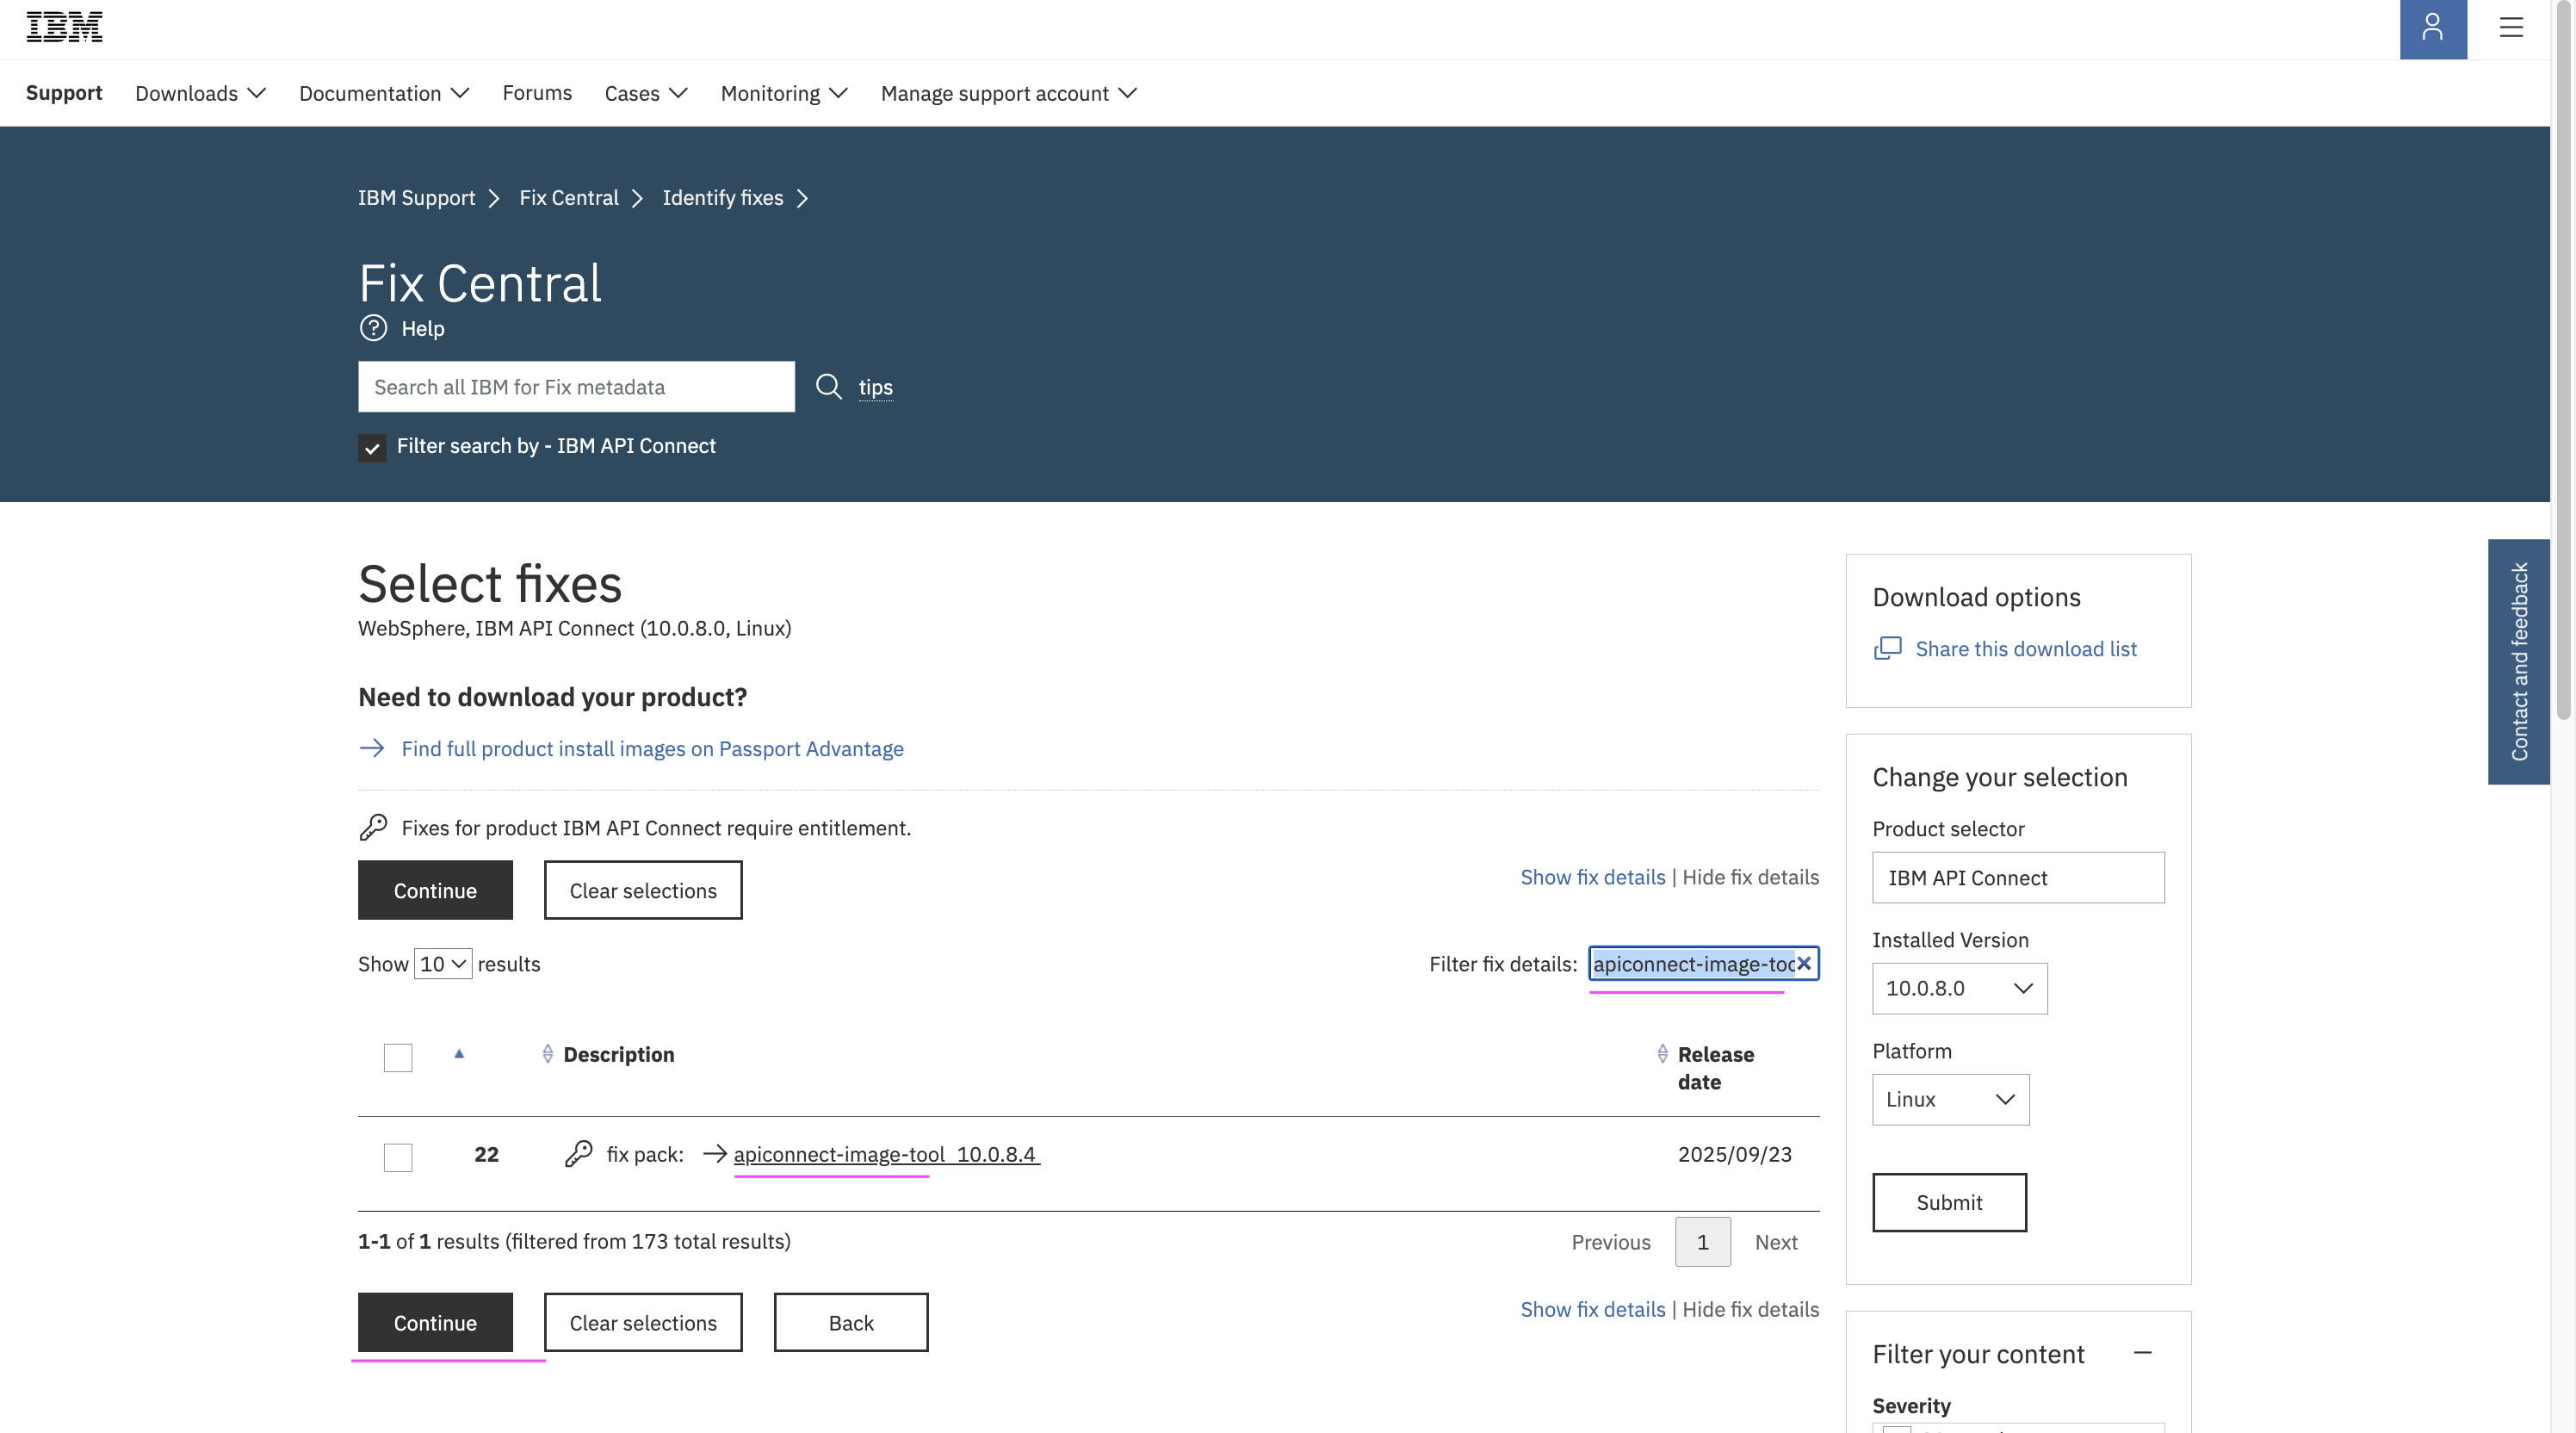 IBM
Support Downloads Documentation Forums Cases Monitoring Manage support account
IBM Support Fix Central Identify fixes
Fix Central
Help
Search all IBM for Fix metadata tips
Filter search by - IBM API Connect
Select fixes
WebSphere, IBM API Connect (10.0.8.0, Linux)
Need to download your product?
Find full product install images on Passport Advantage
Fixes for product IBM API Connect require entitlement.
Continue Clear selections
Show fix details | Hide fix details
Show 10 results
Filter fix details: apiconnect-image-too
Description Release date
22 fix pack: apiconnect-image-tool_10.0.8.4
2025/09/23
1-1 of 1 results (filtered from 173 total results)
Previous 1 Next
Continue Clear selections Back
Show fix details | Hide fix details
Download options
Share this download list
Change your selection
Product selector
IBM API Connect
Installed Version
10.0.8.0
Platform
Linux
Submit
Filter your content
Severity
Contact and feedback